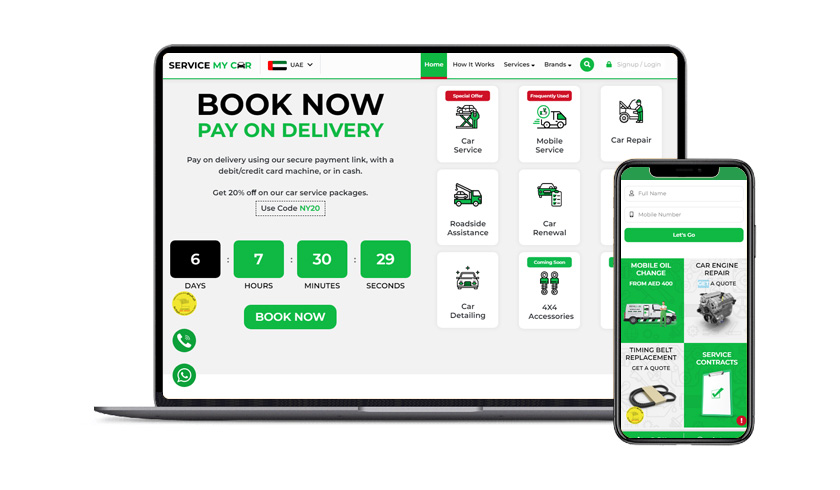 SERVICE MY CAR
UAE
Home
How It Works
Services
Brands
Signup / Login
BOOK NOW
PAY ON DELIVERY
Pay on delivery using our secure payment link, with a
debit/credit card machine, or in cash.
Get 20% off on our car service packages.
Use Code NY20
6 : 7 : 30 : 29
DAYS HOURS MINUTES SECONDS
BOOK NOW
Special Offer
Car
Service
Frequently Used
Mobile
Service
Car Repair
Roadside
Assistance
Car
Renewal
Car
Detailing
Coming Soon
4X4
Accessories
Full Name
Mobile Number
Let's Go
MOBILE OIL
CHANGE
FROM AED 400
CAR ENGINE
REPAIR
GET A QUOTE
TIMING BELT
REPLACEMENT
GET A QUOTE
SERVICE
CONTRACTS